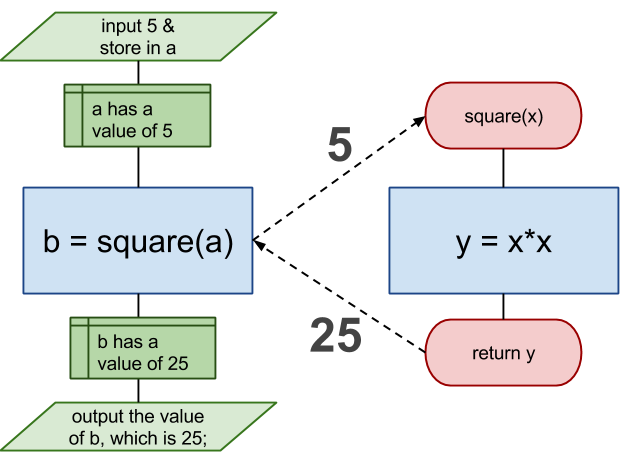 input 5 &
store in a
a has a
value of 5
b = square(a)
b has a
value of 25
output the value
of b, which is 25;
5
25
square(x)
y = x*x
return y